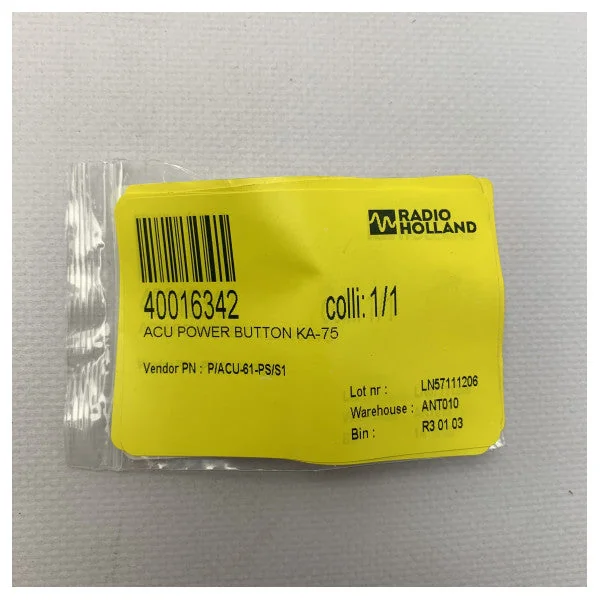 RADIO
HOLLAND
40016342 colli: 1/1
ACU POWER BUTTON KA-75
Vendor PN : P/ACU-61-PS/S1
Lot nr : LN57111206
Warehouse : ANT010
Bin : R3 01 03